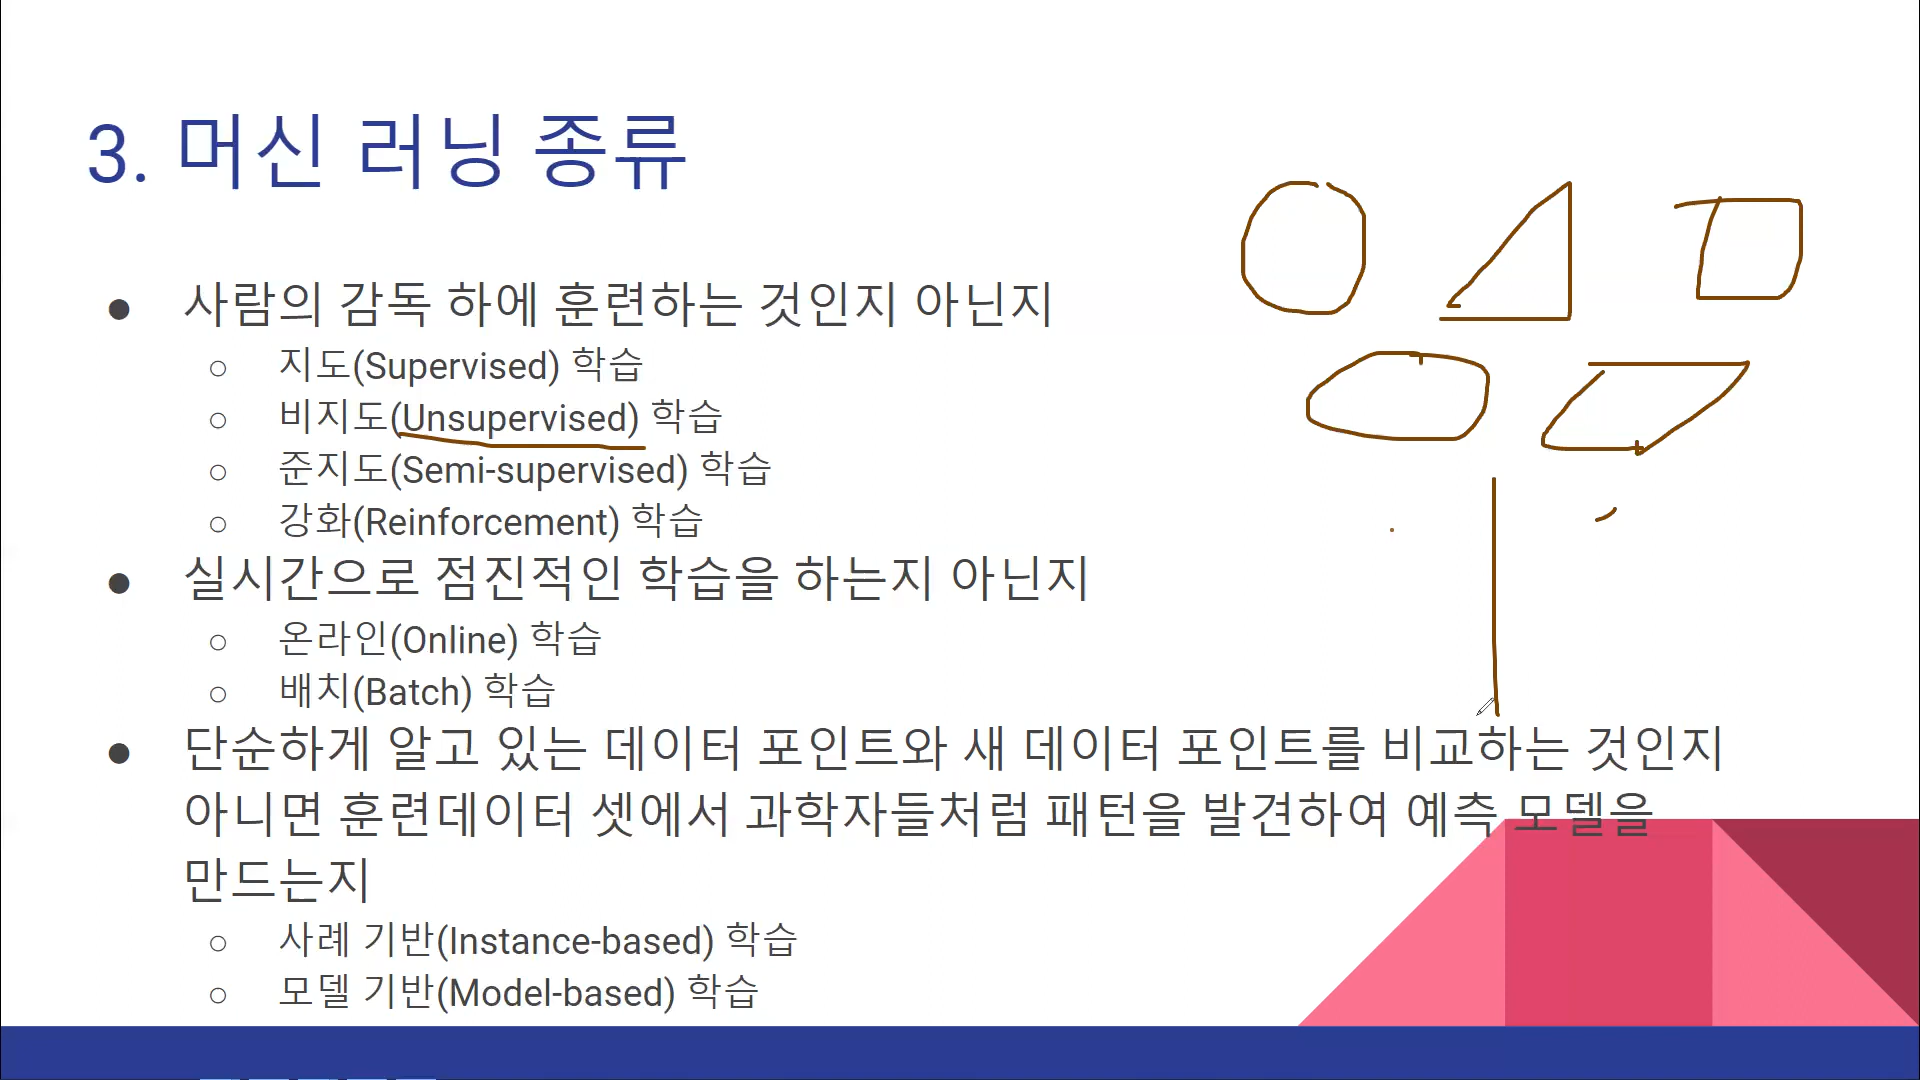 3. 머신 러닝 종류
● 사람의 감독 하에 훈련하는 것인지 아닌지
○ 지도(Supervised) 학습
○ 비지도(Unsupervised) 학습
○ 준지도(Semi-supervised) 학습
○ 강화(Reinforcement) 학습
● 실시간으로 점진적인 학습을 하는지 아닌지
○ 온라인(Online) 학습
○ 배치(Batch) 학습
● 단순하게 알고 있는 데이터 포인트와 새 데이터 포인트를 비교하는 것인지
아니면 훈련데이터 셋에서 과학자들처럼 패턴을 발견하여 예측 모델을
만드는지
○ 사례 기반(Instance-based) 학습
○ 모델 기반(Model-based) 학습